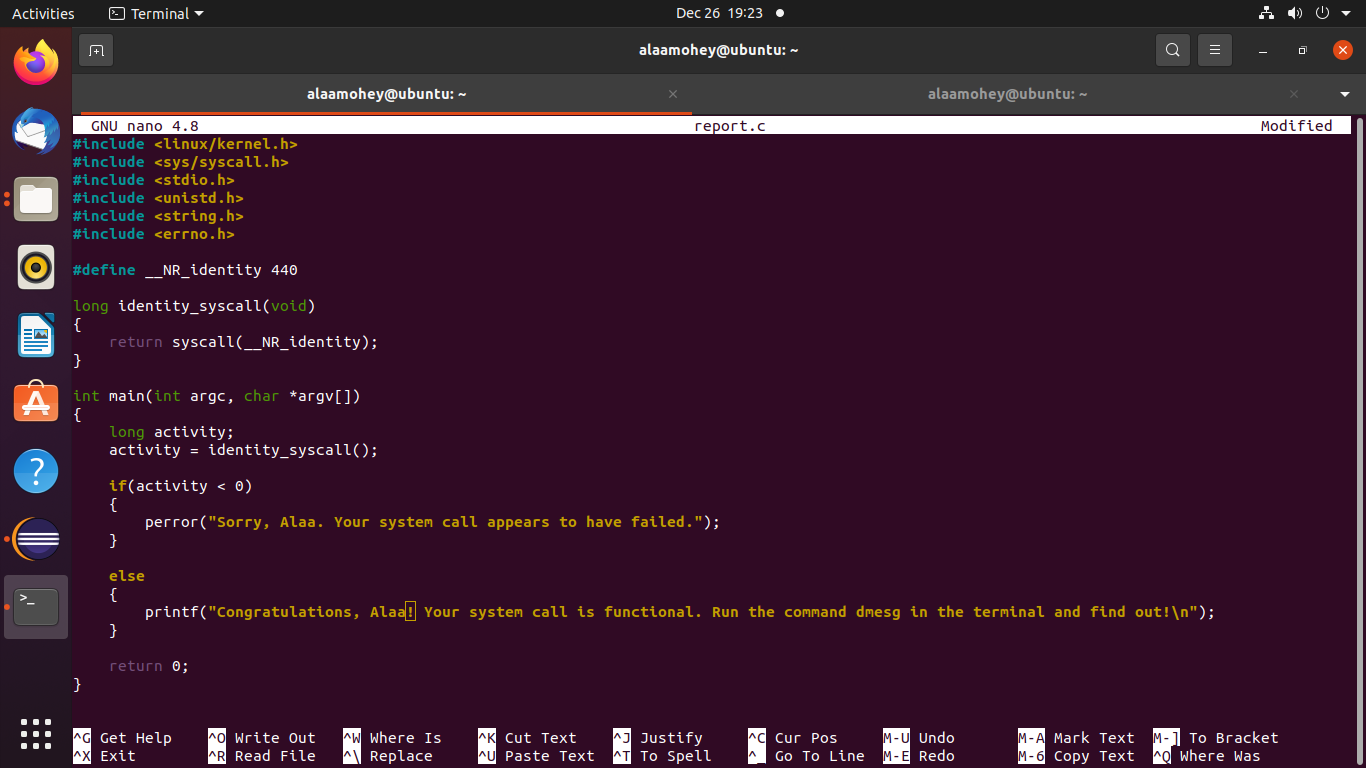 Activities Terminal Dec 26 19:23
alaamohey@ubuntu: ~
alaamohey@ubuntu: ~ alaamohey@ubuntu: ~
GNU nano 4.8 report.c Modified
#include <linux/kernel.h>
#include <sys/syscall.h>
#include <stdio.h>
#include <unistd.h>
#include <string.h>
#include <errno.h>
#define __NR_identity 440
long identity_syscall(void)
{
    return syscall(__NR_identity);
}
int main(int argc, char *argv[])
{
    long activity;
    activity = identity_syscall();
    if(activity < 0)
    {
        perror("Sorry, Alaa. Your system call appears to have failed.");
    }
    else
    {
        printf("Congratulations, Alaa! Your system call is functional. Run the command dmesg in the terminal and find out!\n");
    }
    return 0;
}
^G Get Help ^O Write Out ^W Where Is ^K Cut Text ^J Justify ^C Cur Pos M-U Undo M-A Mark Text M-] To Bracket
^X Exit ^R Read File ^\ Replace ^U Paste Text ^T To Spell ^_ Go To Line M-E Redo M-6 Copy Text ^Q Where Was